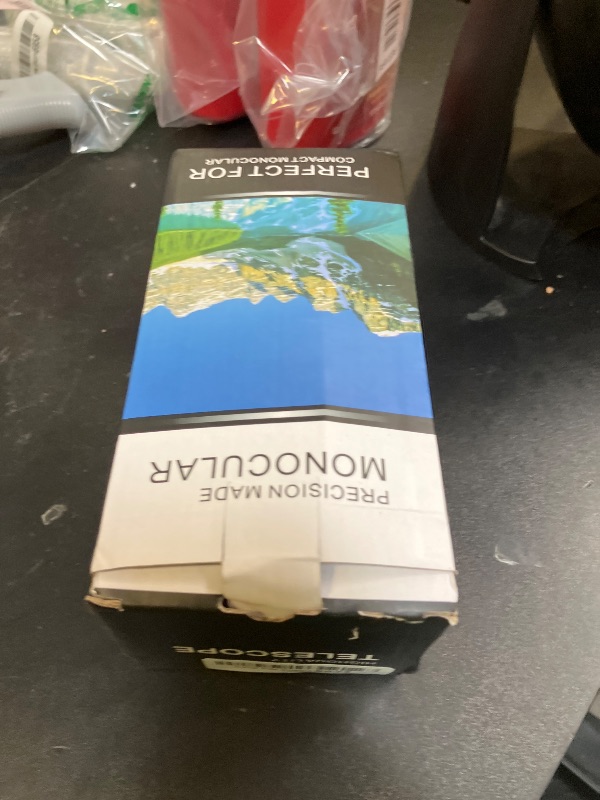 PRECISION MADE
MONOCULAR
PERFECT FOR
COMPACT MONOCULAR
TELESCOPE